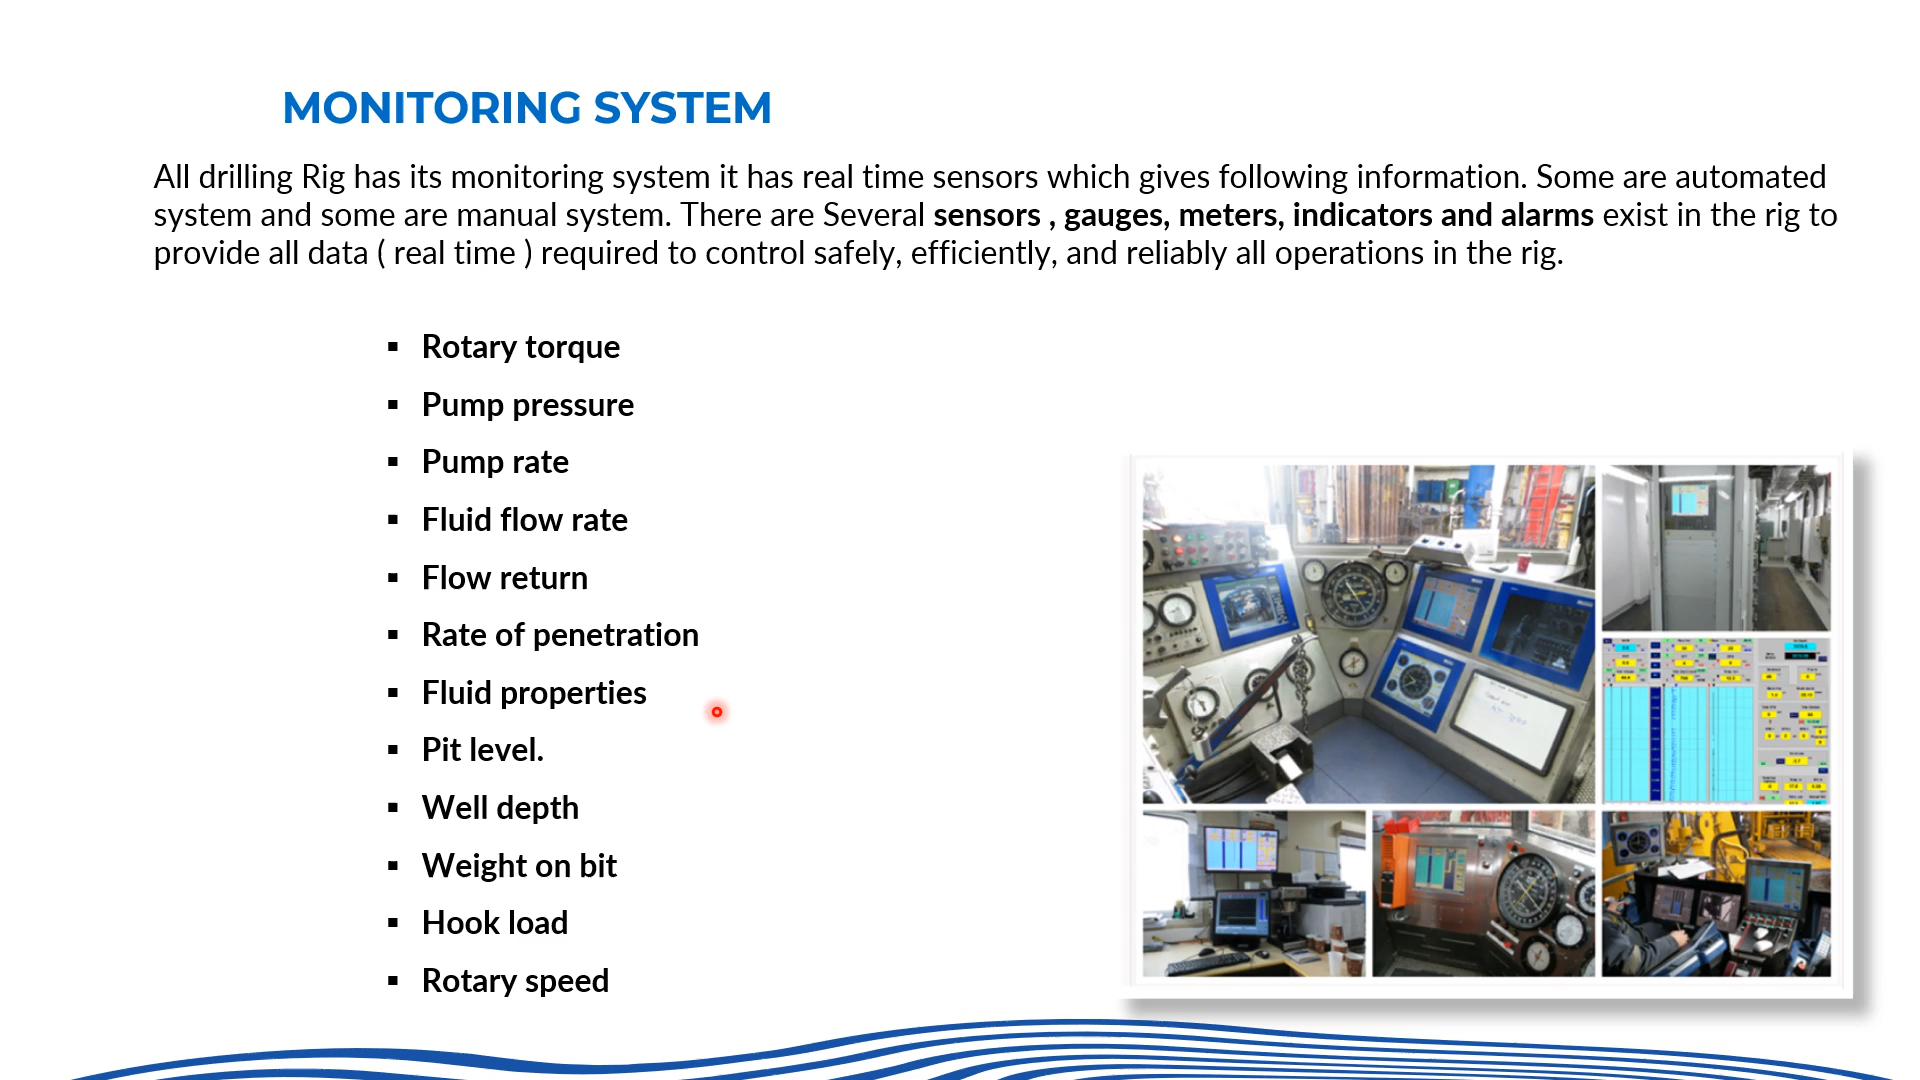 MONITORING SYSTEM
All drilling Rig has its monitoring system it has real time sensors which gives following information. Some are automated
system and some are manual system. There are Several sensors , gauges, meters, indicators and alarms exist in the rig to
provide all data ( real time ) required to control safely, efficiently, and reliably all operations in the rig.
▪ Rotary torque
▪ Pump pressure
▪ Pump rate
▪ Fluid flow rate
▪ Flow return
▪ Rate of penetration
▪ Fluid properties
▪ Pit level.
▪ Well depth
▪ Weight on bit
▪ Hook load
▪ Rotary speed